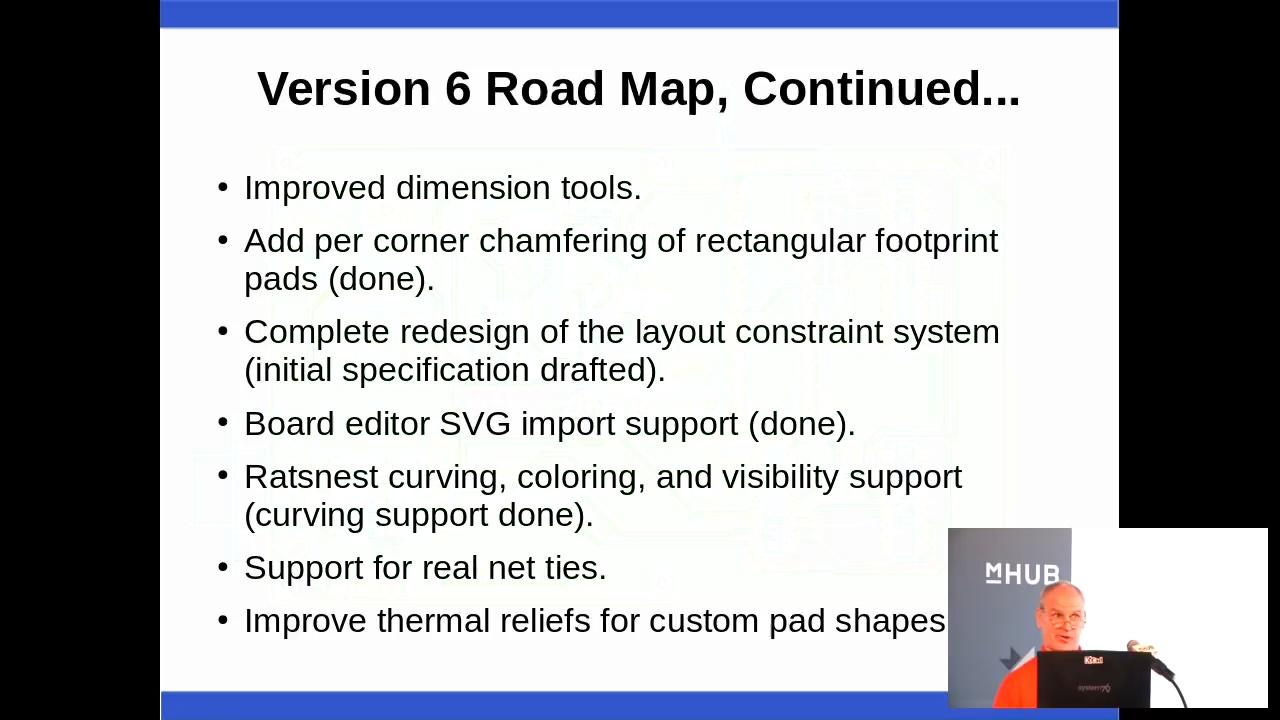 Version 6 Road Map, Continued...
• Improved dimension tools.
• Add per corner chamfering of rectangular footprint
pads (done).
• Complete redesign of the layout constraint system
(initial specification drafted).
• Board editor SVG import support (done).
• Ratsnest curving, coloring, and visibility support
(curving support done).
• Support for real net ties.
• Improve thermal reliefs for custom pad shapes
MHUB
KiCad
system76